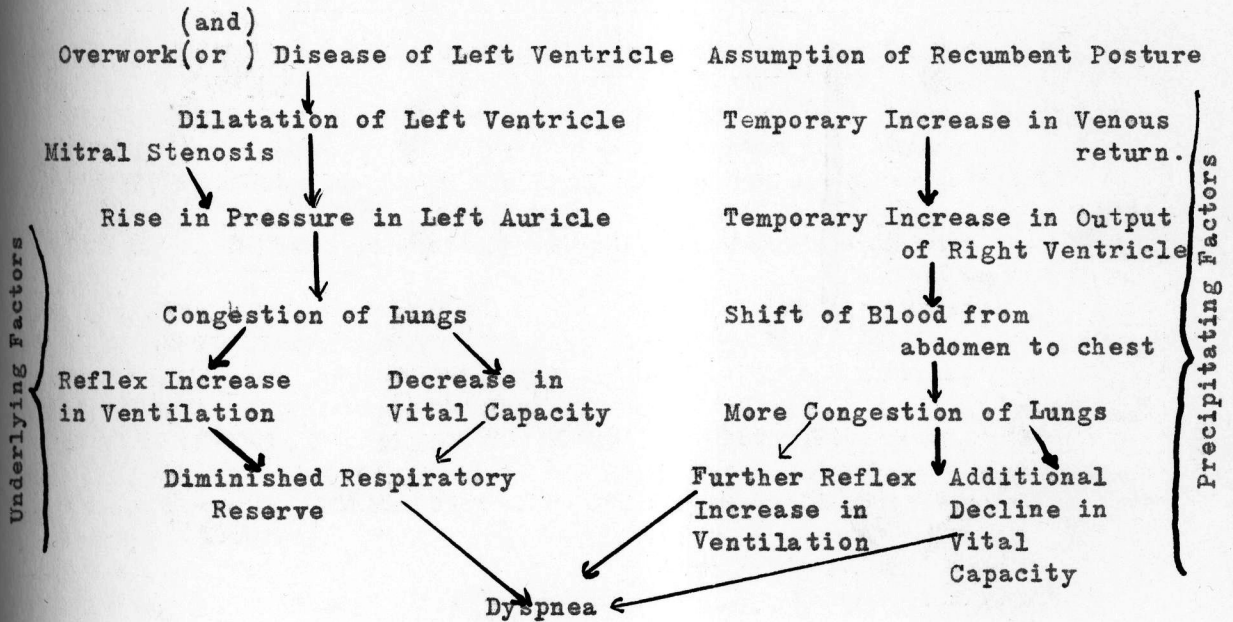 (and)
Overwork(or ) Disease of Left Ventricle
Dilatation of Left Ventricle
Mitral Stenosis
Rise in Pressure in Left Auricle
Congestion of Lungs
Reflex Increase
in Ventilation
Decrease in
Vital Capacity
Diminished Respiratory
Reserve
Underlying Factors
Assumption of Recumbent Posture
Temporary Increase in Venous
return.
Temporary Increase in Output
of Right Ventricle
Shift of Blood from
abdomen to chest
More Congestion of Lungs
Further Reflex
Increase in
Ventilation
Additional
Decline in
Vital
Capacity
Precipitating Factors
Dyspnea